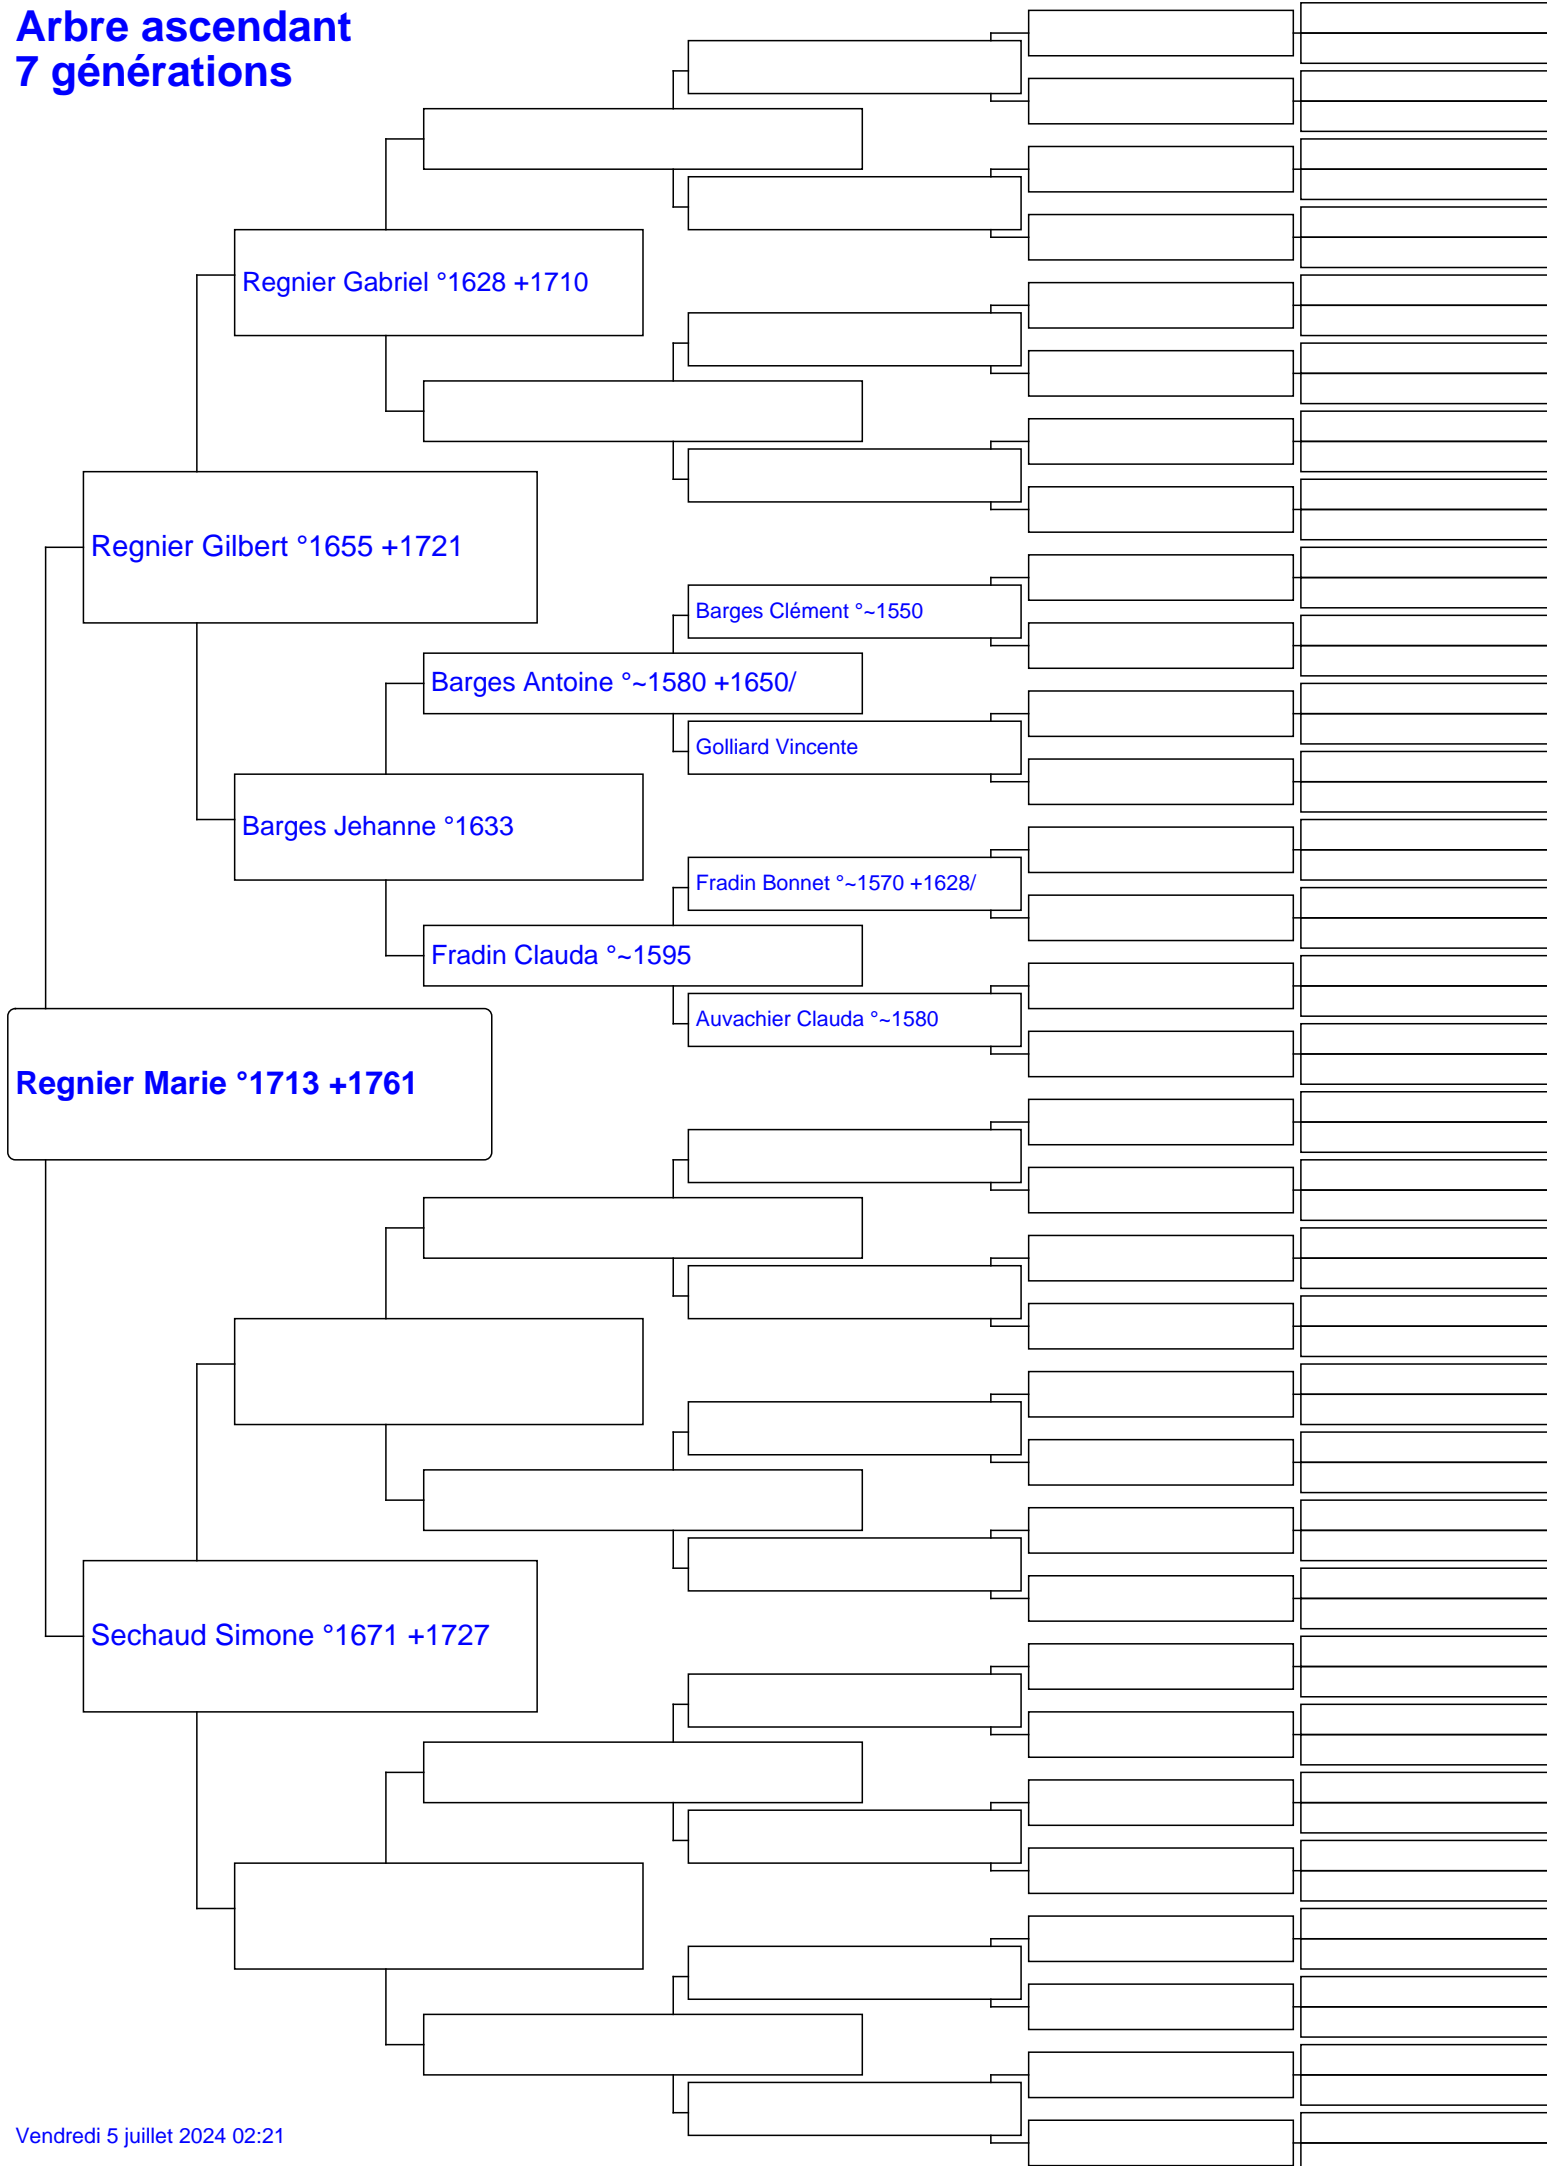 Arbre ascendant
7 générations
Regnier Gabriel °1628 +1710
Regnier Gilbert °1655 +1721
Barges Clément °~1550
Barges Antoine °~1580 +1650/
Golliard Vincente
Barges Jehanne °1633
Fradin Bonnet °~1570 +1628/
Fradin Clauda °~1595
Auvachier Clauda °~1580
Regnier Marie °1713 +1761
Sechaud Simone °1671 +1727
Vendredi 5 juillet 2024 02:21